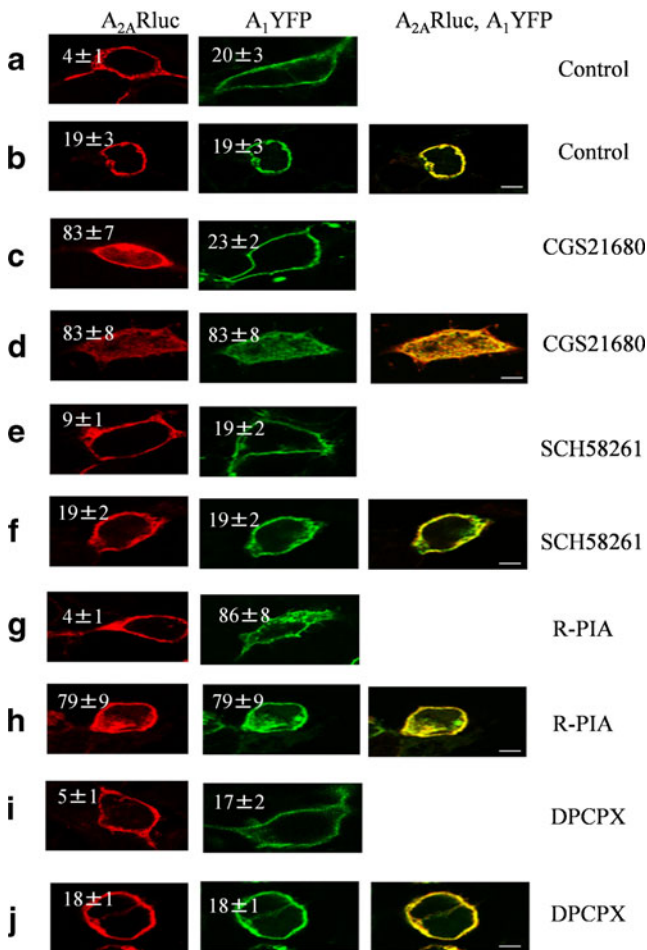 A2ARluc A1YFP A2ARluc, A1YFP
a 4±1 20±3 Control
b 19±3 19±3 Control
c 83±7 23±2 CGS21680
d 83±8 83±8 CGS21680
e 9±1 19±2 SCH58261
f 19±2 19±2 SCH58261
g 4±1 86±8 R-PIA
h 79±9 79±9 R-PIA
i 5±1 17±2 DPCPX
j 18±1 18±1 DPCPX